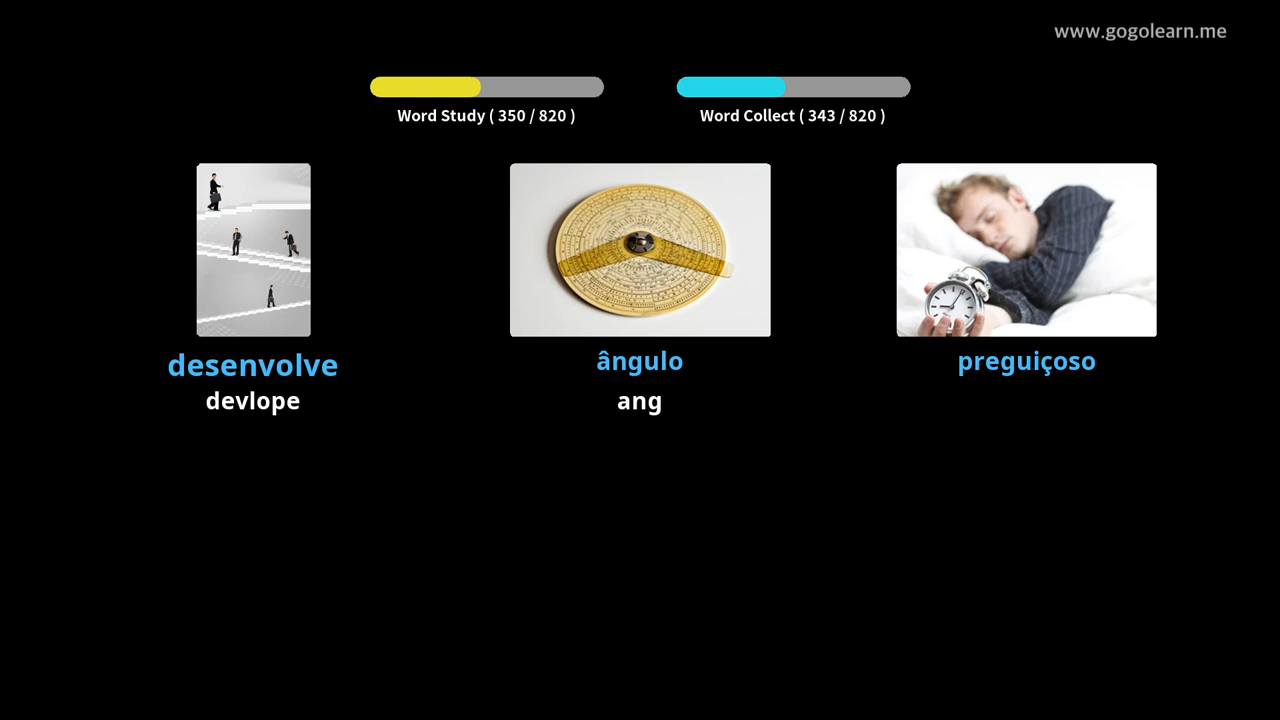 www.gogolearn.me
Word Study ( 350 / 820 )
Word Collect ( 343 / 820 )
desenvolve
devlope
ângulo
ang
preguiçoso